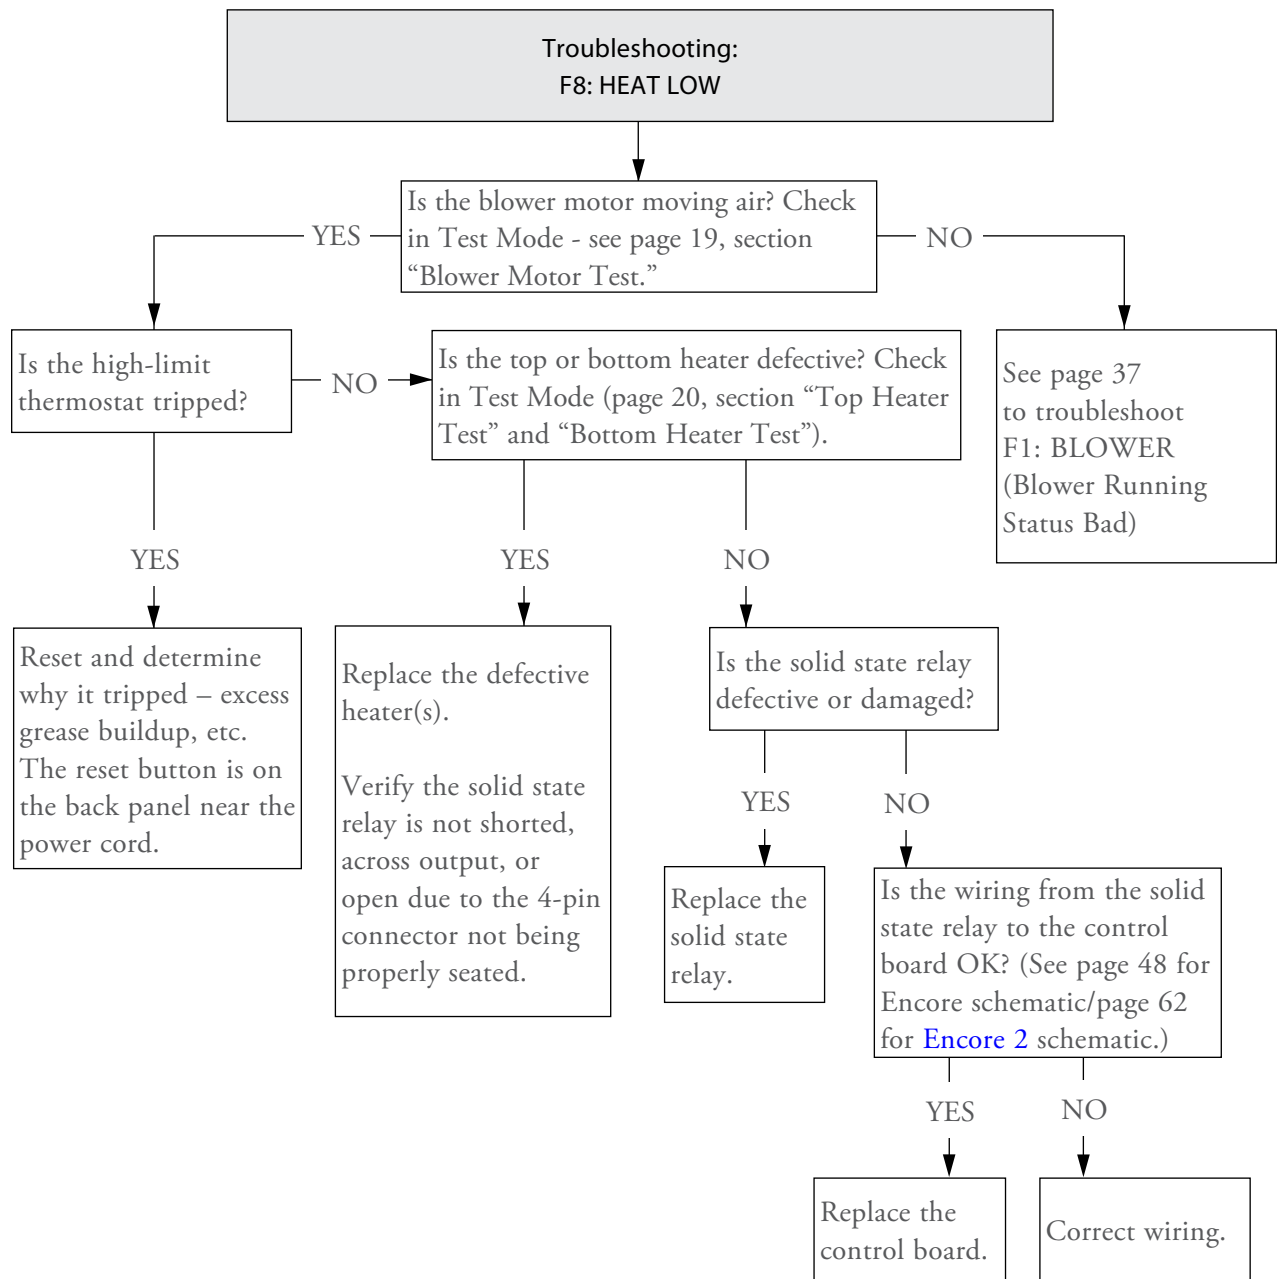 Troubleshooting:
F8: HEAT LOW
Is the blower motor moving air? Check
in Test Mode - see page 19, section
“Blower Motor Test.”
YES
NO
Is the high-limit
thermostat tripped?
NO
Is the top or bottom heater defective? Check
in Test Mode (page 20, section “Top Heater
Test” and “Bottom Heater Test”).
See page 37
to troubleshoot
F1: BLOWER
(Blower Running
Status Bad)
YES
YES
NO
Reset and determine
why it tripped – excess
grease buildup, etc.
The reset button is on
the back panel near the
power cord.
Replace the defective
heater(s).
Verify the solid state
relay is not shorted,
across output, or
open due to the 4-pin
connector not being
properly seated.
Is the solid state relay
defective or damaged?
YES
NO
Replace the
solid state
relay.
Is the wiring from the solid
state relay to the control
board OK? (See page 48 for
Encore schematic/page 62
for Encore 2 schematic.)
YES
NO
Replace the
control board.
Correct wiring.